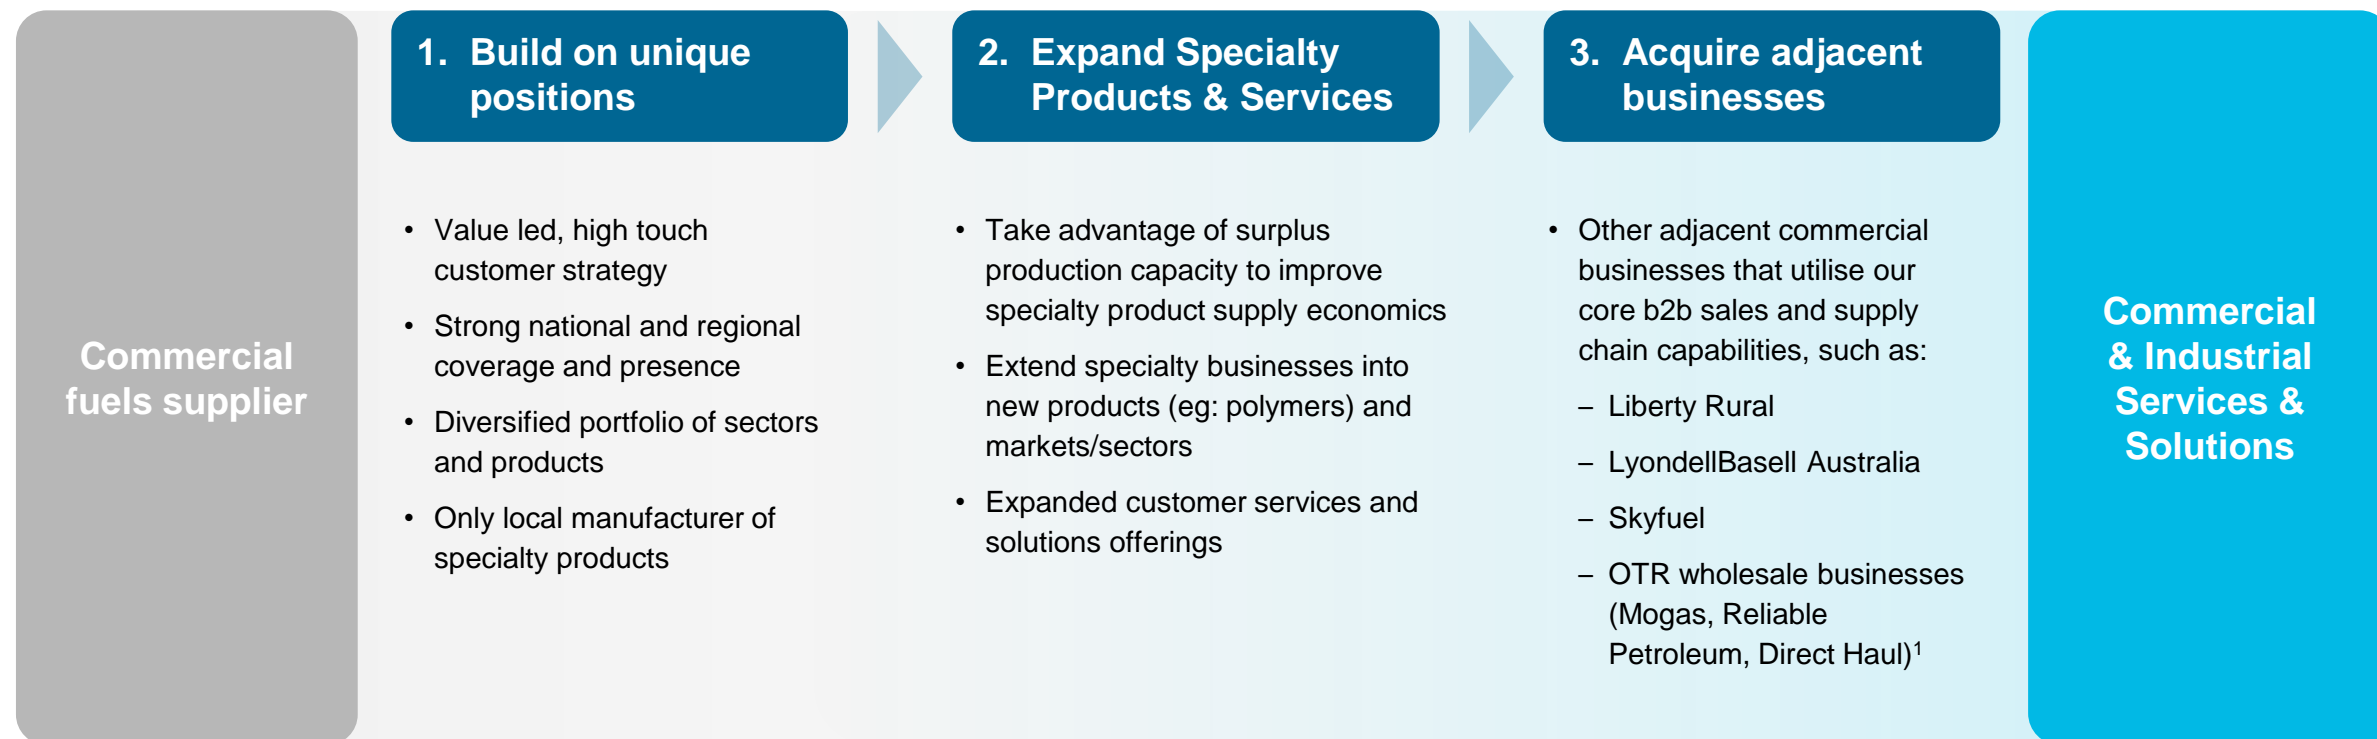 Commercial
fuels supplier
1. Build on unique
positions
• Value led, high touch
customer strategy
• Strong national and regional
coverage and presence
• Diversified portfolio of sectors
and products
• Only local manufacturer of
specialty products
2. Expand Specialty
Products & Services
• Take advantage of surplus
production capacity to improve
specialty product supply economics
• Extend specialty businesses into
new products (eg: polymers) and
markets/sectors
• Expanded customer services and
solutions offerings
3. Acquire adjacent
businesses
• Other adjacent commercial
businesses that utilise our
core b2b sales and supply
chain capabilities, such as:
– Liberty Rural
– LyondellBasell Australia
– Skyfuel
– OTR wholesale businesses
(Mogas, Reliable
Petroleum, Direct Haul)¹
Commercial
& Industrial
Services &
Solutions